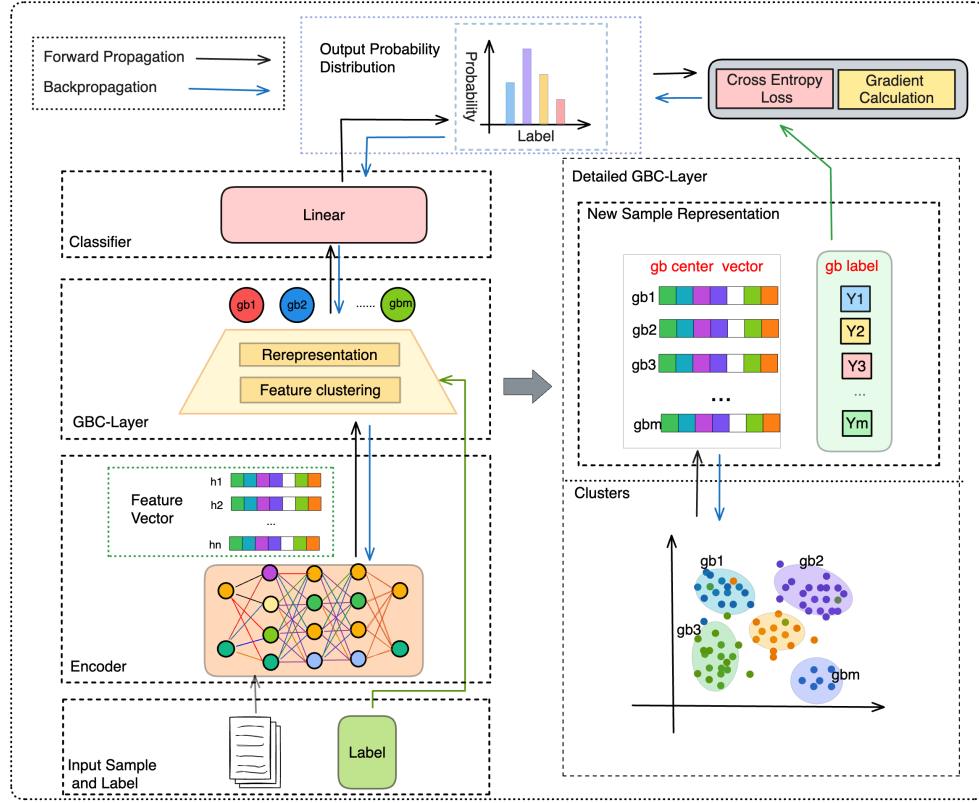 Forward Propagation
Backpropagation
Output Probability
Distribution
Probability
Label
Cross Entropy
Loss
Gradient
Calculation
Linear
Classifier
gb1
gb2
......
gbm
Rerepresentation
Feature clustering
GBC-Layer
Feature
Vector
h1
h2
...
hn
Encoder
Input Sample
and Label
Label
Detailed GBC-Layer
New Sample Representation
gb center vector
gb1
gb2
gb3
...
gbm
gb label
Y1
Y2
Y3
...
Ym
Clusters
gb1
gb2
gb3
gbm